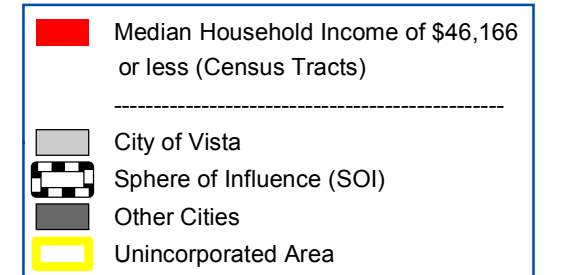 Median Household Income of $46,166
or less (Census Tracts)
-------------------------------------------------
City of Vista
Sphere of Influence (SOI)
Other Cities
Unincorporated Area